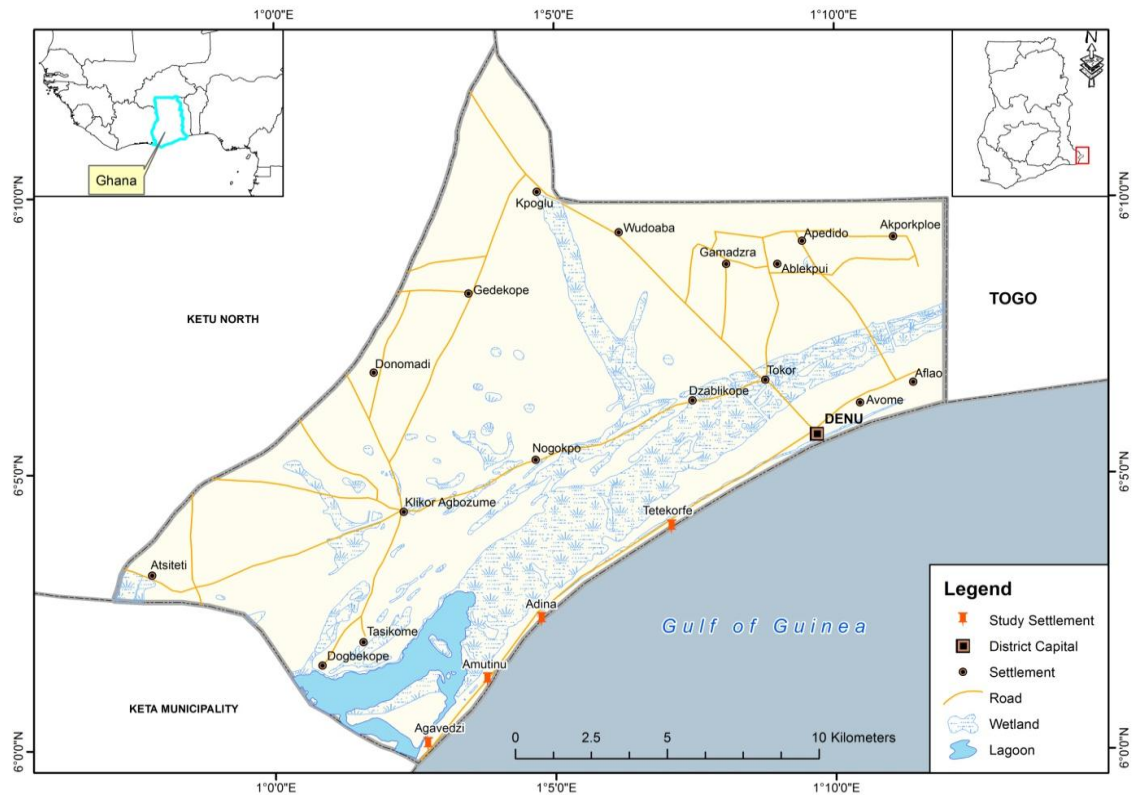 1°0'0"E
1°5'0"E
1°10'0"E
N
Ghana
6°10'0"N
6°10'0"N
Kpoglu
Wudoaba
Apedido
Akporkploe
Gamadzra
Ablekpui
Gedekope
TOGO
KETU NORTH
Donomadi
Tokor
Aflao
Dzablikope
Avome
DENU
Nogokpo
6°5'0"N
6°5'0"N
Klikor Agbozume
Tetekorfe
Atsiteti
Adina
Gulf of Guinea
Tasikome
Dogbekope
Amutinu
KETA MUNICIPALITY
Agavedzi
Legend
Study Settlement
District Capital
Settlement
Road
Wetland
Lagoon
0 2.5 5 10 Kilometers
6°0'0"N
6°0'0"N
1°0'0"E
1°5'0"E
1°10'0"E